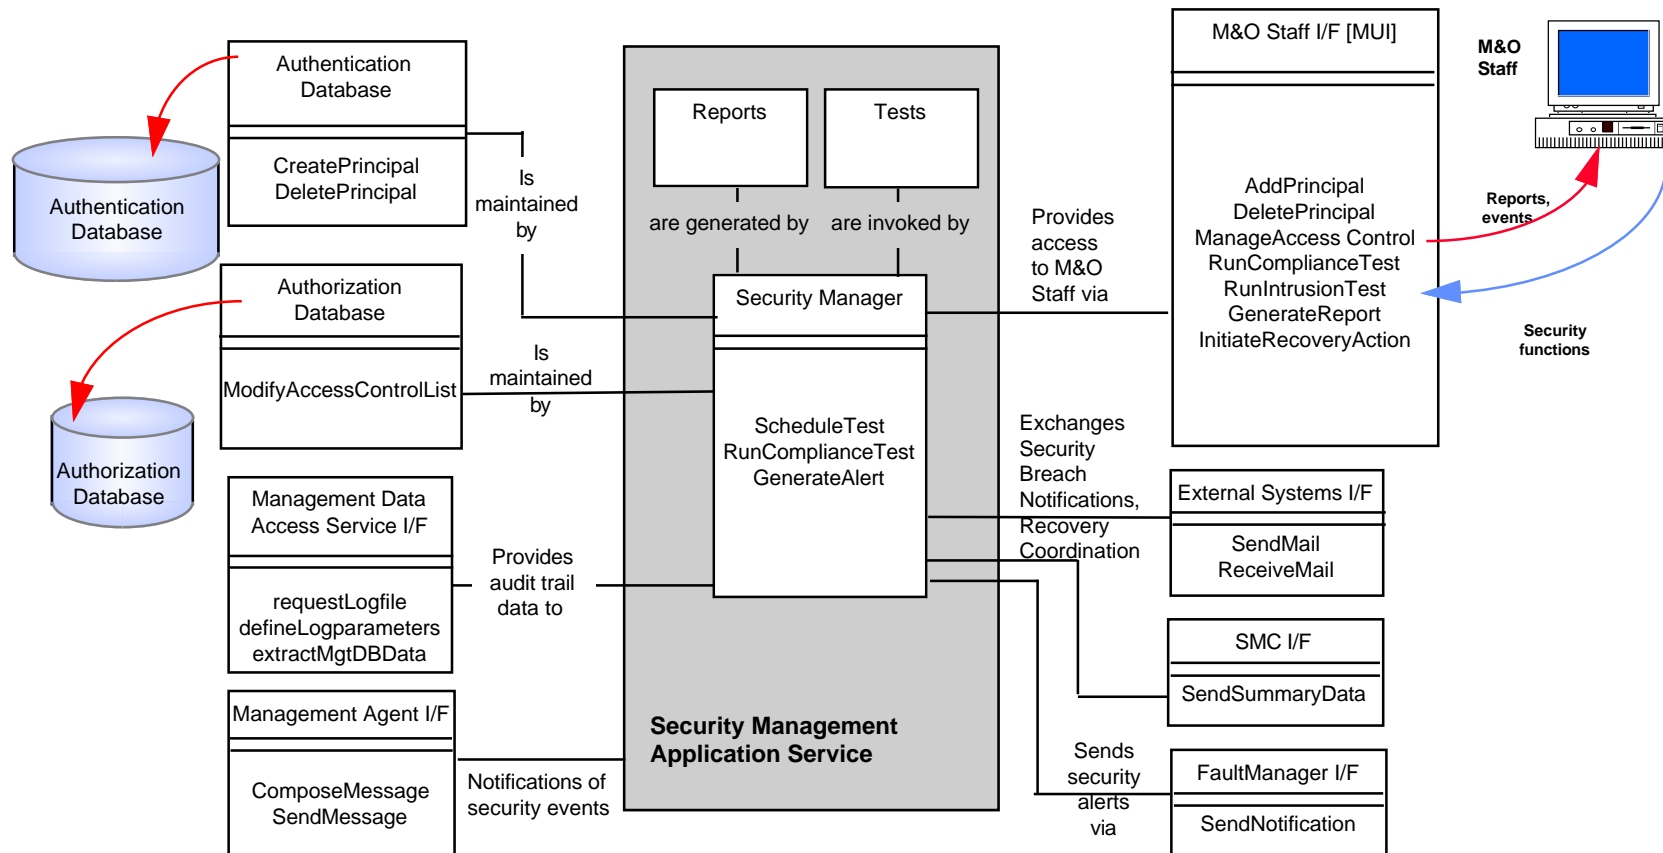 Authentication
Database
CreatePrincipal
DeletePrincipal
Authentication
Database
Is
maintained
by
Authorization
Database
ModifyAccessControlList
Authorization
Database
Is
maintained
by
Management Data
Access Service I/F
requestLogfile
defineLogparameters
extractMgtDBData
Provides
audit trail
data to
Management Agent I/F
ComposeMessage
SendMessage
Notifications of
security events
Reports
Tests
are generated by
are invoked by
Security Manager
ScheduleTest
RunComplianceTest
GenerateAlert
Security Management
Application Service
Provides
access
to M&O
Staff via
M&O Staff I/F [MUI]
AddPrincipal
DeletePrincipal
ManageAccess Control
RunComplianceTest
RunIntrusionTest
GenerateReport
InitiateRecoveryAction
M&O
Staff
Reports,
events
Security
functions
Exchanges
Security
Breach
Notifications,
Recovery
Coordination
External Systems I/F
SendMail
ReceiveMail
SMC I/F
SendSummaryData
Sends
security
alerts
via
FaultManager I/F
SendNotification